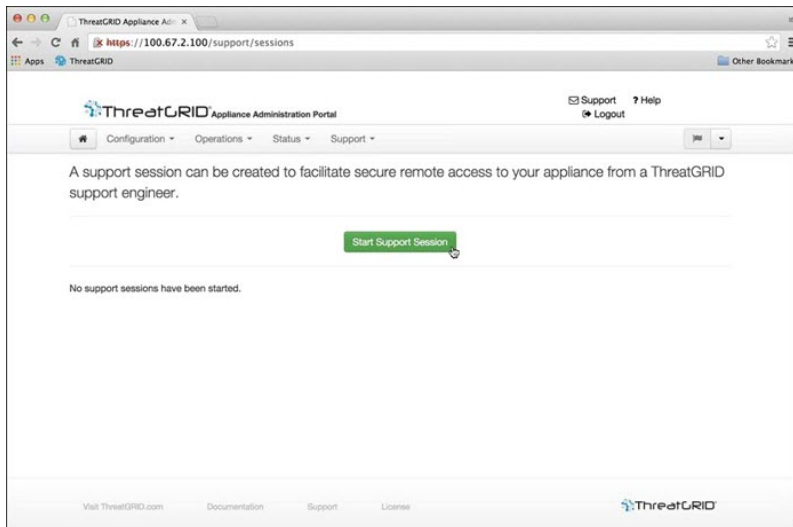 ThreatGRID Appliance Adm
https://100.67.2.100/support/sessions
Apps ThreatGRID Other Bookmark
Support ? Help
ThreatGRID Appliance Administration Portal
Logout
Configuration Operations Status Support
A support session can be created to facilitate secure remote access to your appliance from a ThreatGRID
support engineer.
Start Support Session
No support sessions have been started.
Visit ThreatGRID.com Documentation Support License ThreatGRID